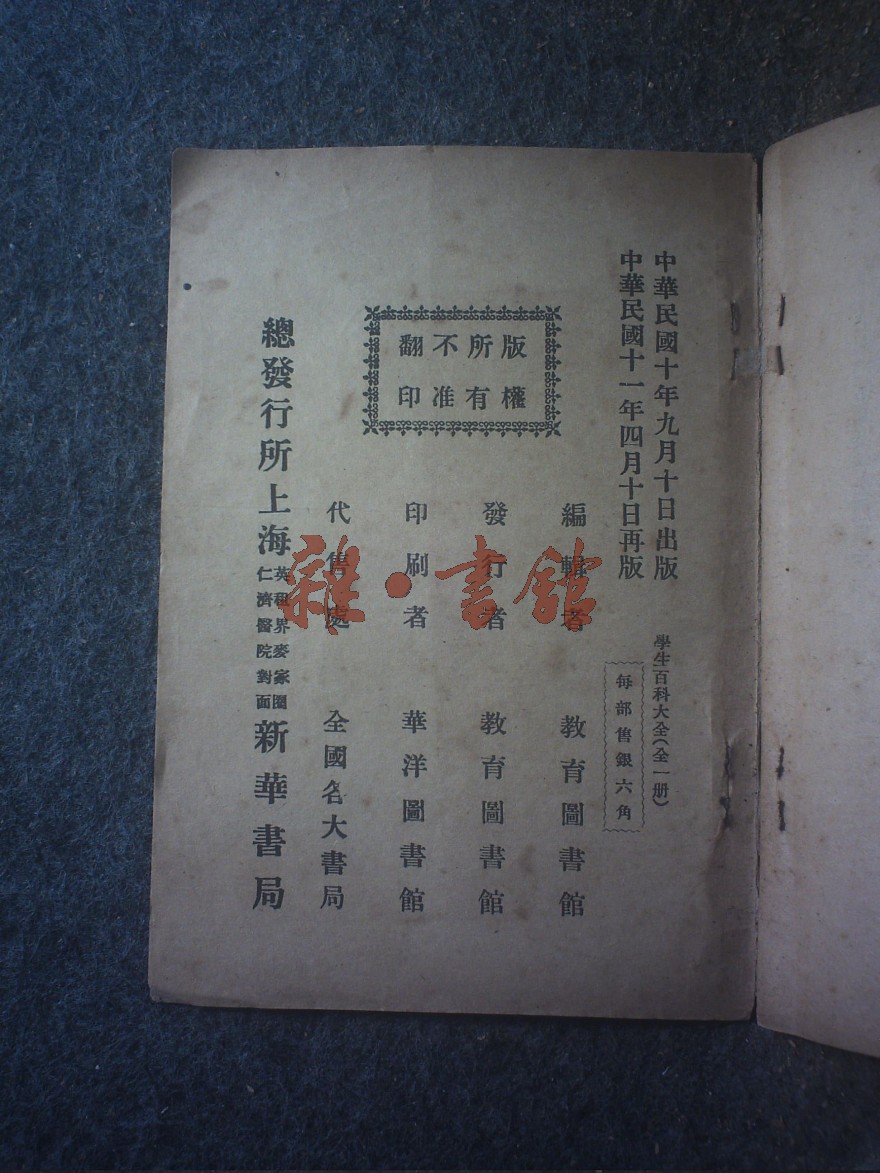 中華民國十年九月十日出版
中華民國十一年四月十日再版
學生百科大全(全一册)
每部售銀六角
版權所有
不准翻印
編輯者 教育圖書館
發行者 教育圖書館
印刷者 華洋圖書館
代售處 全國各大書局
總發行所上海英租界麥家圈仁濟醫院對面新華書局
雜·書館